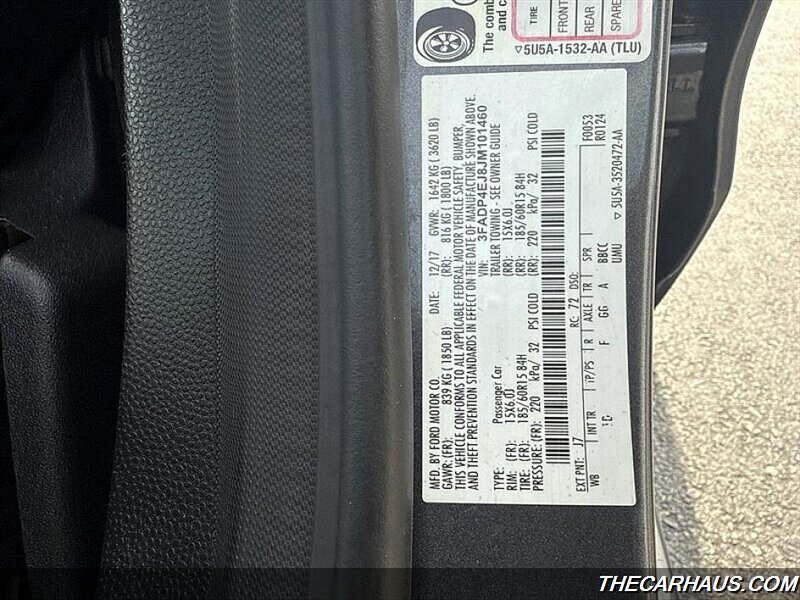 The comb
and c
TIRE
FRONT
REAR
SPARE
▽5U5A-1532-AA (TLU)
MFD. BY FORD MOTOR CO. DATE: 12/17 GVWR: 1642 KG ( 3620 LB)
GAWR: (FR): 839 KG ( 1850 LB) (RR): 816 KG ( 1800 LB)
THIS VEHICLE CONFORMS TO ALL APPLICABLE FEDERAL MOTOR VEHICLE SAFETY, BUMPER,
AND THEFT PREVENTION STANDARDS IN EFFECT ON THE DATE OF MANUFACTURE SHOWN ABOVE.
VIN: 3FADP4EJ8JM101460
TYPE: Passenger Car TRAILER TOWING - SEE OWNER GUIDE
RIM: (FR): 15X6.0J (RR): 15X6.0J
TIRE: (FR): 185/60R15 84H (RR): 185/60R15 84H
PRESSURE: (FR): 220 kPa/ 32 PSI COLD (RR): 220 kPa/ 32 PSI COLD
F0053
EXT PNT: J7 RC: 72 DSO: R0124
WB INT TR TP/PS R AXLE TR SPR
F GG A BBCC
UMU ▽ 5U5A-3520472-AA
THECARHAUS.COM